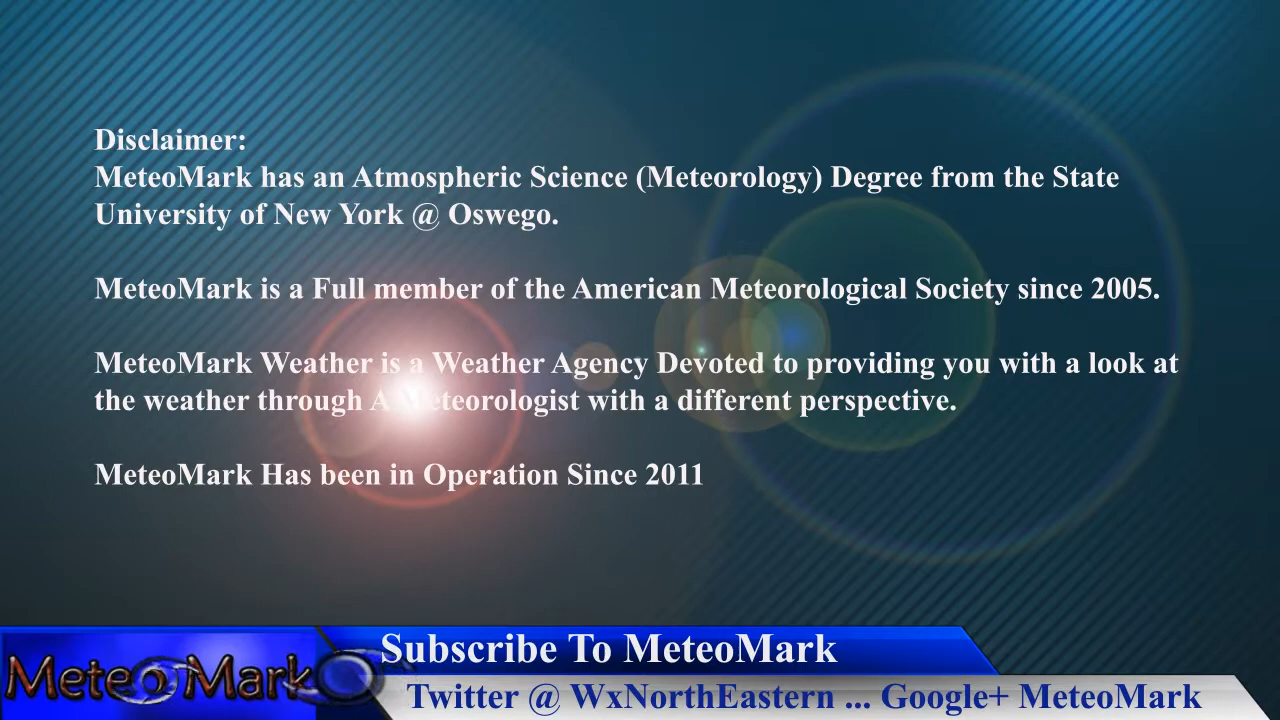 Disclaimer:
MeteoMark has an Atmospheric Science (Meteorology) Degree from the State
University of New York @ Oswego.
MeteoMark is a Full member of the American Meteorological Society since 2005.
MeteoMark Weather is a Weather Agency Devoted to providing you with a look at
the weather through A Meteorologist with a different perspective.
MeteoMark Has been in Operation Since 2011
Subscribe To MeteoMark
MeteoMark
Twitter @ WxNorthEastern ... Google+ MeteoMark